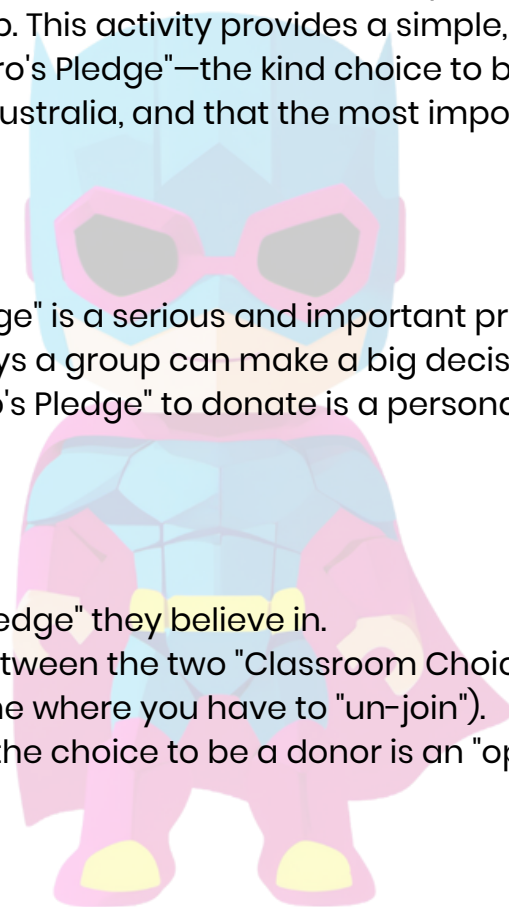 o. This activity provides a simple,
ro's Pledge"—the kind choice to b
ustralia, and that the most impo
ge" is a serious and important pr
ys a group can make a big decis
o's Pledge" to donate is a persona
edge" they believe in.
tween the two "Classroom Choic
ne where you have to "un-join").
the choice to be a donor is an "op